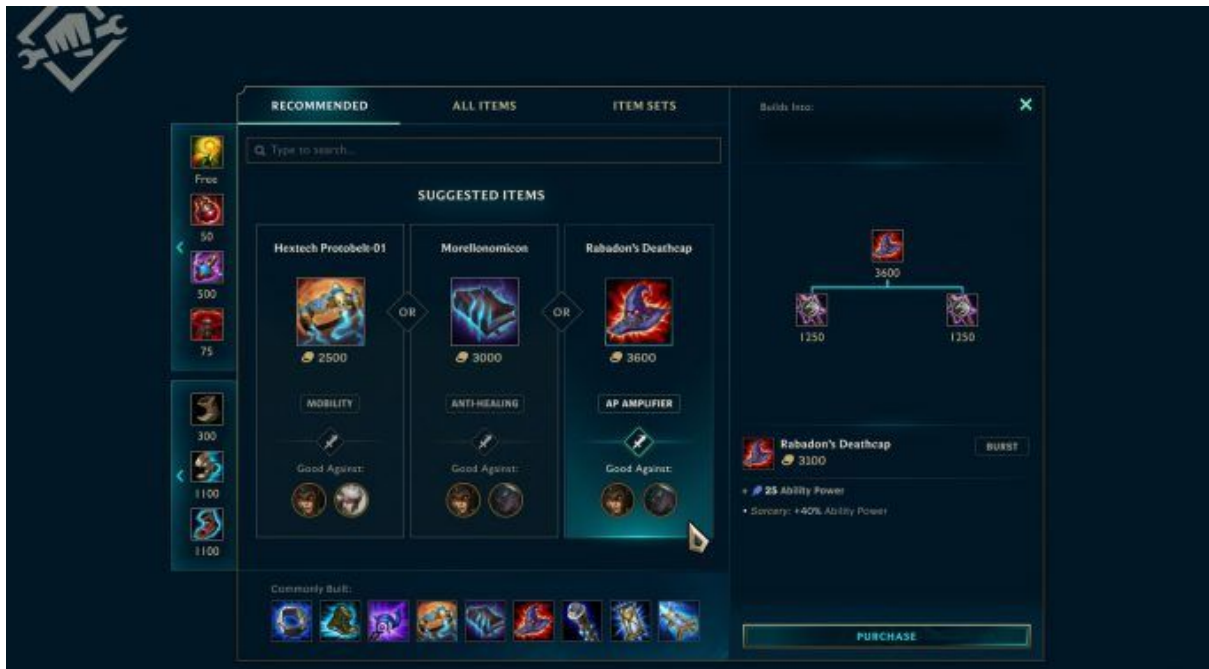 RECOMMENDED
ALL ITEMS
ITEM SETS
Type to search...
Free
50
500
75
300
1100
1100
SUGGESTED ITEMS
Hextech Protobelt-01
2500
MOBILITY
Good Against:
OR
Morellonomicon
3000
ANTI-HEALING
Good Against:
OR
Rabadon's Deathcap
3600
AP AMPLIFIER
Good Against:
Commonly Built:
Builds Into:
3600
1250
1250
Rabadon's Deathcap
3100
BURST
+ 25 Ability Power
• Sorcery: +40% Ability Power
PURCHASE